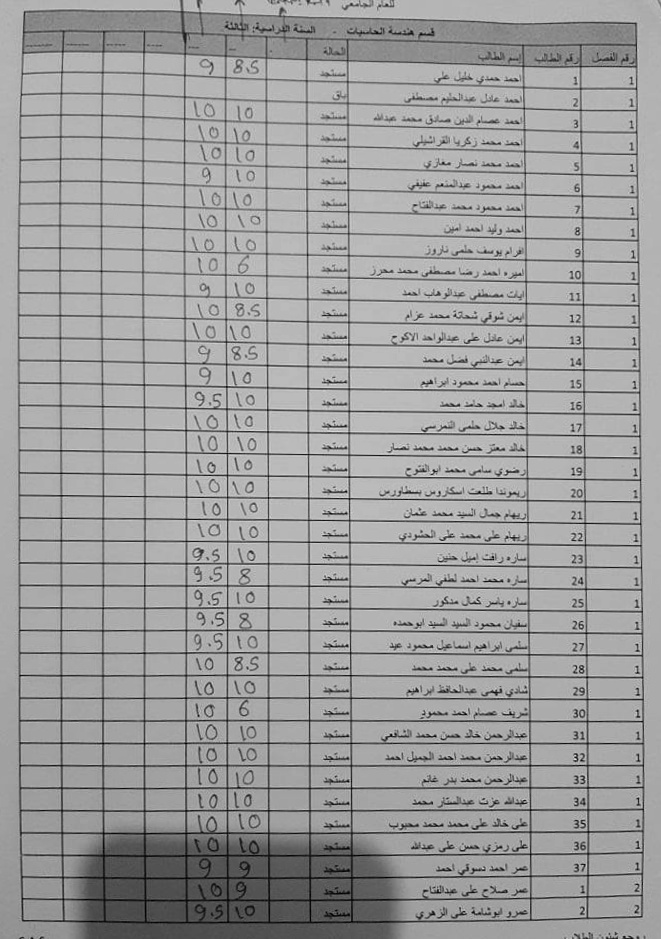 للعام الجامعي
قسم هندسة الحاسبات - السنة الدراسية: الثالثة
رقم الفصل رقم الطالب إسم الطالب الحالة
1 1 احمد حمدي خليل علي مستجد 8.5 9
1 2 احمد عادل عبدالحليم مصطفى باق
1 3 احمد عصام الدين صادق محمد عبدالله مستجد 10 10
1 4 احمد محمد زكريا القراشيلي مستجد 10 10
1 5 احمد محمد نصار مغازي مستجد 10 10
1 6 احمد محمود عبدالمنعم عفيفي مستجد 10 9
1 7 احمد محمود محمد عبدالفتاح مستجد 10 10
1 8 احمد وليد احمد امين مستجد 10 10
1 9 افرام يوسف حلمى ناروز مستجد 10 10
1 10 اميره احمد رضا مصطفى محمد محرز مستجد 6 10
1 11 ايات مصطفى عبدالوهاب احمد مستجد 10 9
1 12 ايمن شوقي شحاتة محمد عزام مستجد 8.5 10
1 13 ايمن عادل على عبدالواحد الاكوح مستجد 10 10
1 14 ايمن عبدالنبي فضل محمد مستجد 8.5 9
1 15 حسام احمد محمود ابراهيم مستجد 10 9
1 16 خالد امجد حامد محمد مستجد 10 9.5
1 17 خالد جلال حلمى النمرسي مستجد 10 10
1 18 خالد معتز حسن محمد محمد نصار مستجد 10 10
1 19 رضوي سامى محمد ابوالفتوح مستجد 10 10
1 20 ريموندا طلعت اسكاروس بسطاورس مستجد 10 10
1 21 ريهام جمال السيد محمد عثمان مستجد 10 10
1 22 ريهام على محمد على الحشودي مستجد 10 10
1 23 ساره رافت إميل حنين مستجد 10 9.5
1 24 ساره محمد احمد لطفي المرسي مستجد 8 9.5
1 25 ساره ياسر كمال مدكور مستجد 10 9.5
1 26 سفيان محمود السيد السيد ابوحمده مستجد 8 9.5
1 27 سلمى ابراهيم اسماعيل محمود عيد مستجد 10 9.5
1 28 سلمى محمد على محمد محمد مستجد 8.5 10
1 29 شادي فهمى عبدالحافظ ابراهيم مستجد 10 10
1 30 شريف عصام احمد محمود مستجد 6 10
1 31 عبدالرحمن خالد حسن محمد الشافعي مستجد 10 10
1 32 عبدالرحمن محمد احمد الجميل احمد مستجد 10 10
1 33 عبدالرحمن محمد بدر غانم مستجد 10 10
1 34 عبدالله عزت عبدالستار محمد مستجد 10 10
1 35 على خالد على محمد محمد محبوب مستجد 10 10
1 36 على رمزي حسن على عبدالله مستجد 10 10
1 37 عمر احمد دسوقي احمد مستجد 9 9
2 1 عمر صلاح على عبدالفتاح مستجد 9 10
2 2 عمرو ابوشامة على الزهري مستجد 10 9.5